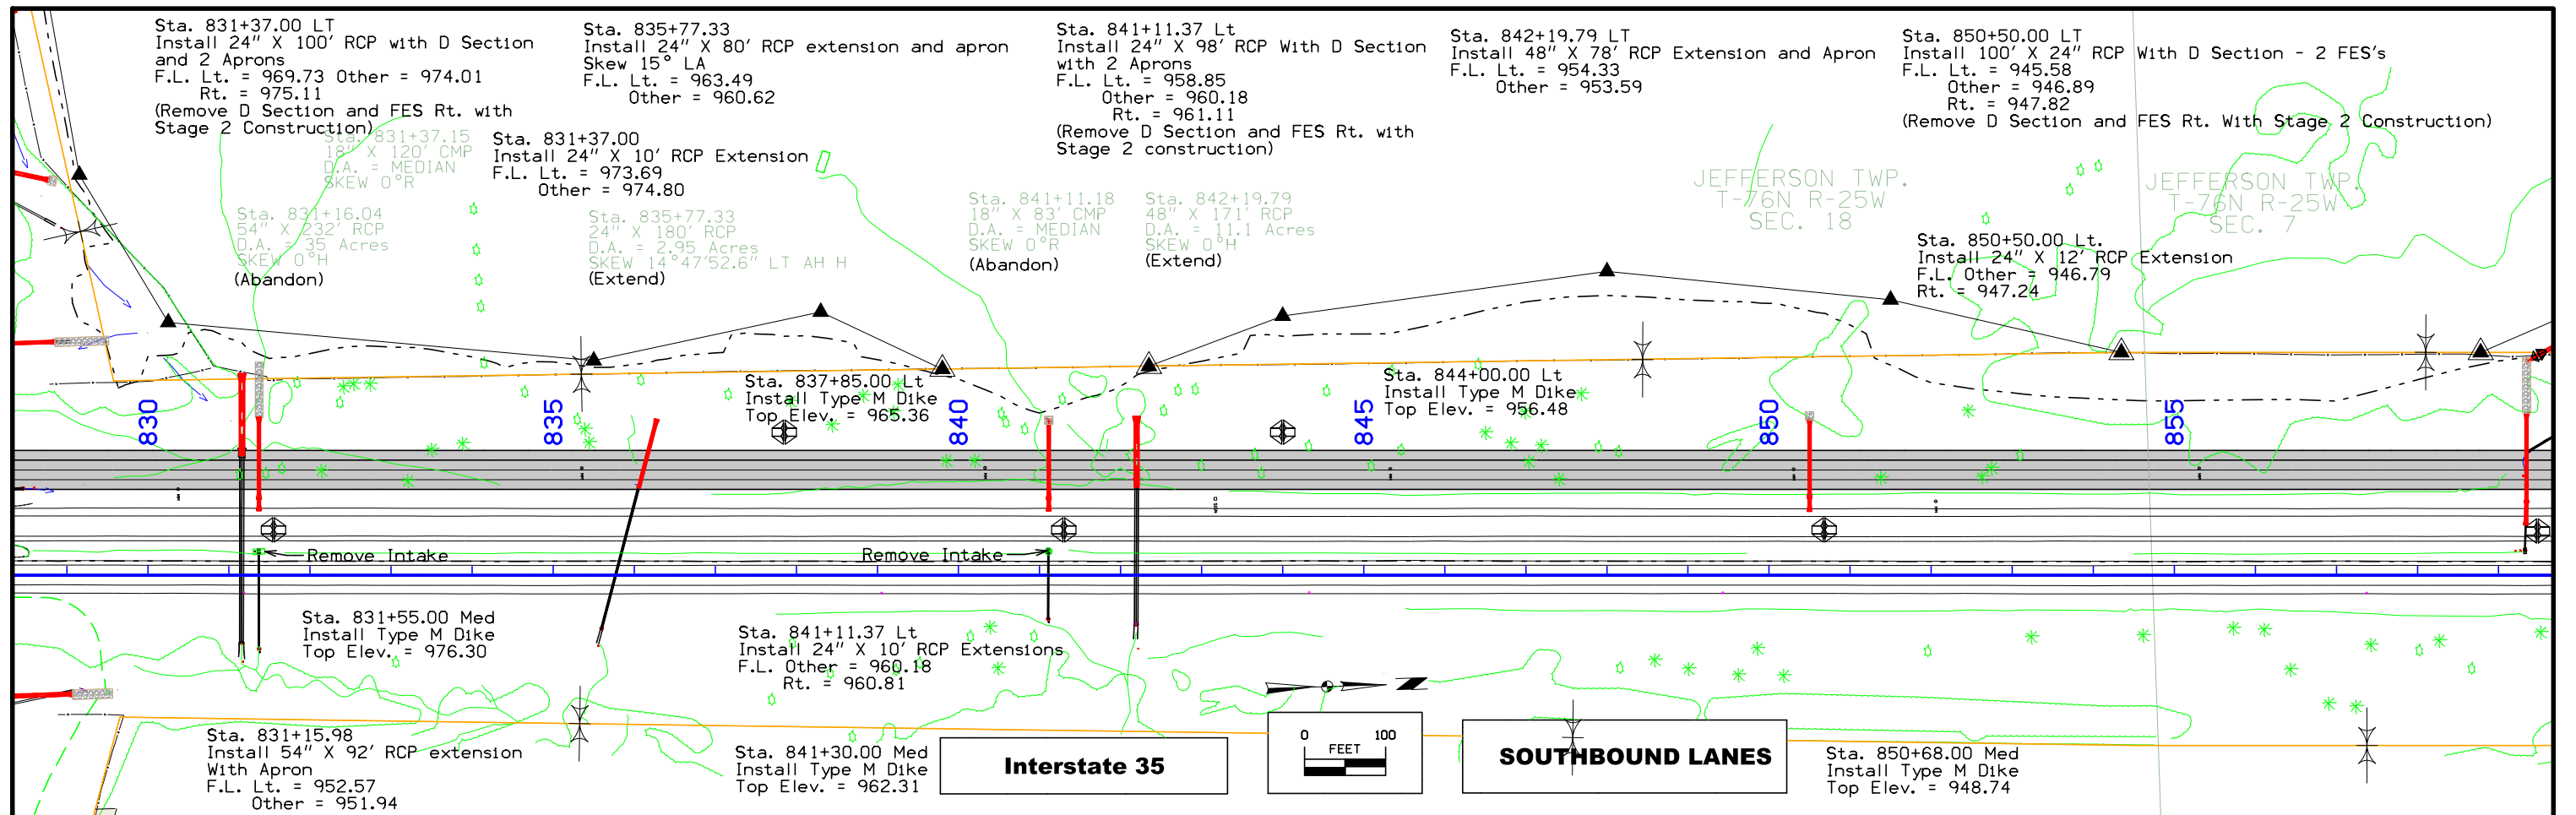 Sta. 831+37.00 LT
Install 24" X 100' RCP with D Section
and 2 Aprons
F.L. Lt. = 969.73 Other = 974.01
Rt. = 975.11
(Remove D Section and FES Rt. with
Stage 2 Construction)
Sta. 835+77.33
Install 24" X 80' RCP extension and apron
Skew 15° LA
F.L. Lt. = 963.49
Other = 960.62
Sta. 841+11.37 Lt
Install 24" X 98' RCP With D Section
with 2 Aprons
F.L. Lt. = 958.85
Other = 960.18
Rt. = 961.11
(Remove D Section and FES Rt. with
Stage 2 construction)
Sta. 842+19.79 LT
Install 48" X 78' RCP Extension and Apron
F.L. Lt. = 954.33
Other = 953.59
Sta. 850+50.00 LT
Install 100' X 24" RCP With D Section - 2 FES's
F.L. Lt. = 945.58
Other = 946.89
Rt. = 947.82
(Remove D Section and FES Rt. With Stage 2 Construction)
Sta. 831+37.15
18" X 120' CMP
D.A. = MEDIAN
SKEW 0°R
Sta. 831+37.00
Install 24" X 10' RCP Extension
F.L. Lt. = 973.69
Other = 974.80
Sta. 831+16.04
54" X 232' RCP
D.A. = 35 Acres
SKEW 0°H
(Abandon)
Sta. 835+77.33
24" X 180' RCP
D.A. = 2.95 Acres
SKEW 14°47'52.6" LT AH H
(Extend)
Sta. 841+11.18
18" X 83' CMP
D.A. = MEDIAN
SKEW 0°R
(Abandon)
Sta. 842+19.79
48" X 171' RCP
D.A. = 11.1 Acres
SKEW 0°H
(Extend)
JEFFERSON TWP.
T-76N R-25W
SEC. 18
JEFFERSON TWP.
T-76N R-25W
SEC. 7
Sta. 850+50.00 Lt.
Install 24" X 12' RCP Extension
F.L. Other = 946.79
Rt. = 947.24
Sta. 837+85.00 Lt
Install Type M Dike
Top Elev. = 965.36
Sta. 844+00.00 Lt
Install Type M Dike
Top Elev. = 956.48
830
835
840
845
850
855
Remove Intake
Remove Intake
Sta. 831+55.00 Med
Install Type M Dike
Top Elev. = 976.30
Sta. 841+11.37 Lt
Install 24" X 10' RCP Extensions
F.L. Other = 960.18
Rt. = 960.81
Sta. 831+15.98
Install 54" X 92' RCP extension
With Apron
F.L. Lt. = 952.57
Other = 951.94
Sta. 841+30.00 Med
Install Type M Dike
Top Elev. = 962.31
Interstate 35
0 100
FEET
SOUTHBOUND LANES
Sta. 850+68.00 Med
Install Type M Dike
Top Elev. = 948.74